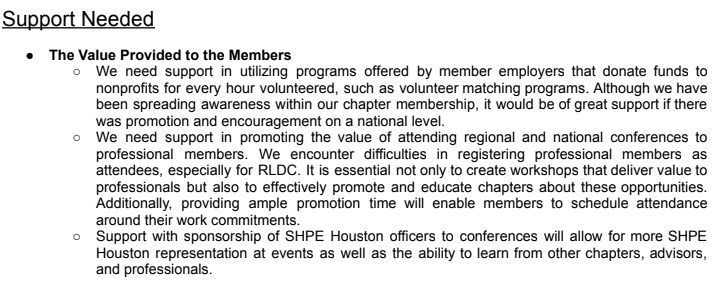 Support Needed
● The Value Provided to the Members
○ We need support in utilizing programs offered by member employers that donate funds to
nonprofits for every hour volunteered, such as volunteer matching programs. Although we have
been spreading awareness within our chapter membership, it would be of great support if there
was promotion and encouragement on a national level.
○ We need support in promoting the value of attending regional and national conferences to
professional members. We encounter difficulties in registering professional members as
attendees, especially for RLDC. It is essential not only to create workshops that deliver value to
professionals but also to effectively promote and educate chapters about these opportunities.
Additionally, providing ample promotion time will enable members to schedule attendance
around their work commitments.
○ Support with sponsorship of SHPE Houston officers to conferences will allow for more SHPE
Houston representation at events as well as the ability to learn from other chapters, advisors,
and professionals.